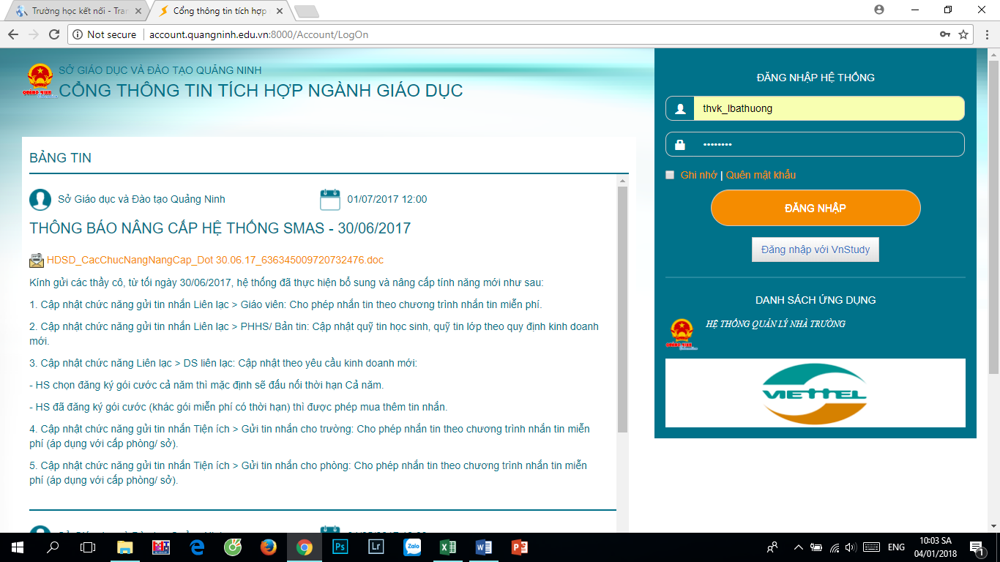 Trường học kết nối - Tran
Cổng thông tin tích hợp
Not secure
account.quangninh.edu.vn:8000/Account/LogOn
SỞ GIÁO DỤC VÀ ĐÀO TẠO QUẢNG NINH
CỔNG THÔNG TIN TÍCH HỢP NGÀNH GIÁO DỤC
QUẢNG NINH
BẢNG TIN
Sở Giáo dục và Đào tạo Quảng Ninh
01/07/2017 12:00
THÔNG BÁO NÂNG CẤP HỆ THỐNG SMAS - 30/06/2017
HDSD_CacChucNangNangCap_Dot 30.06.17_636345009720732476.doc
Kính gửi các thầy cô, từ tối ngày 30/06/2017, hệ thống đã thực hiện bổ sung và nâng cấp tính năng mới như sau:
1. Cập nhật chức năng gửi tin nhắn Liên lạc > Giáo viên: Cho phép nhắn tin theo chương trình nhắn tin miễn phí.
2. Cập nhật chức năng gửi tin nhắn Liên lạc > PHHS/ Bản tin: Cập nhật quỹ tin học sinh, quỹ tin lớp theo quy định kinh doanh
mới.
3. Cập nhật chức năng Liên lạc > DS liên lạc: Cập nhật theo yêu cầu kinh doanh mới:
- HS chọn đăng ký gói cước cả năm thì mặc định sẽ đấu nối thời hạn Cả năm.
- HS đã đăng ký gói cước (khác gói miễn phí có thời hạn) thì được phép mua thêm tin nhắn.
4. Cập nhật chức năng gửi tin nhắn Tiện ích > Gửi tin nhắn cho trường: Cho phép nhắn tin theo chương trình nhắn tin miễn
phí (áp dụng với cấp phòng/ sở).
5. Cập nhật chức năng gửi tin nhắn Tiện ích > Gửi tin nhắn cho phòng: Cho phép nhắn tin theo chương trình nhắn tin miễn
phí (áp dụng với cấp phòng/ sở).
ĐĂNG NHẬP HỆ THỐNG
thvk_lbathuong
••••••••
Ghi nhớ | Quên mật khẩu
ĐĂNG NHẬP
Đăng nhập với VnStudy
DANH SÁCH ỨNG DỤNG
HỆ THỐNG QUẢN LÝ NHÀ TRƯỜNG
VIETTEL
Ps
Lr
Zalo
ENG
10:03 SA
04/01/2018
1